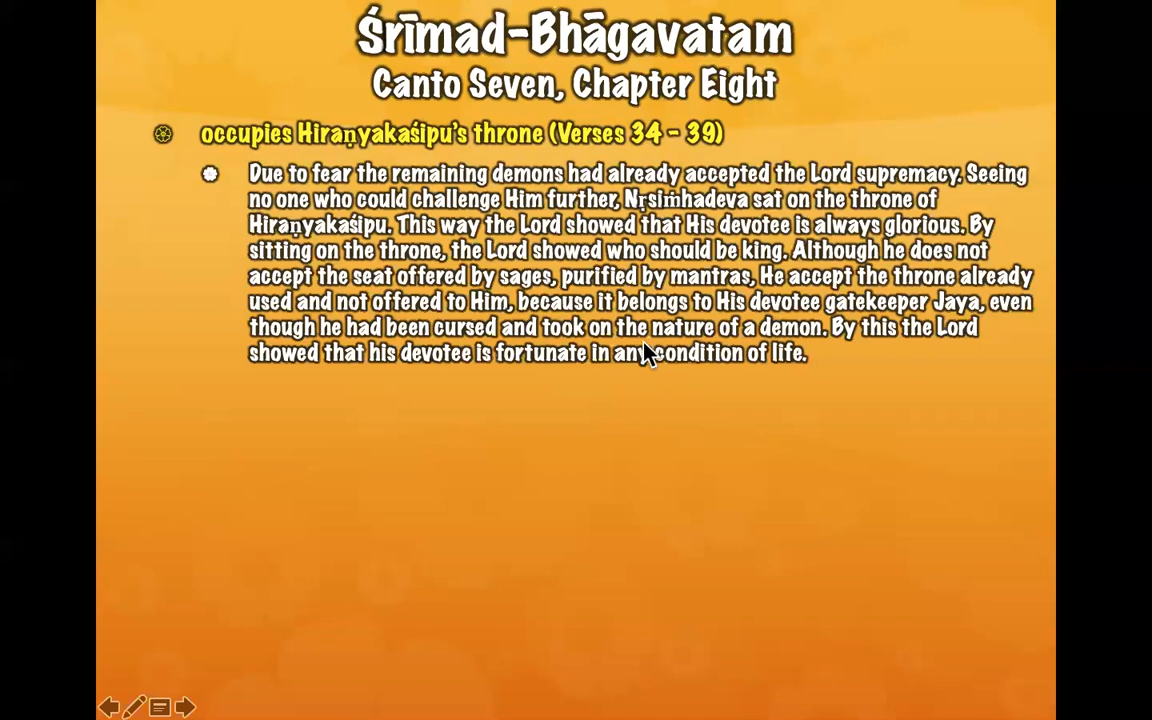 Śrīmad-Bhāgavatam
Canto Seven, Chapter Eight
occupies Hiraṇyakaśipu's throne (Verses 34 - 39)
Due to fear the remaining demons had already accepted the Lord supremacy. Seeing
no one who could challenge Him further, Nṛsiṁhadeva sat on the throne of
Hiraṇyakaśipu. This way the Lord showed that His devotee is always glorious. By
sitting on the throne, the Lord showed who should be king. Although he does not
accept the seat offered by sages, purified by mantras, He accept the throne already
used and not offered to Him, because it belongs to His devotee gatekeeper Jaya, even
though he had been cursed and took on the nature of a demon. By this the Lord
showed that his devotee is fortunate in any condition of life.